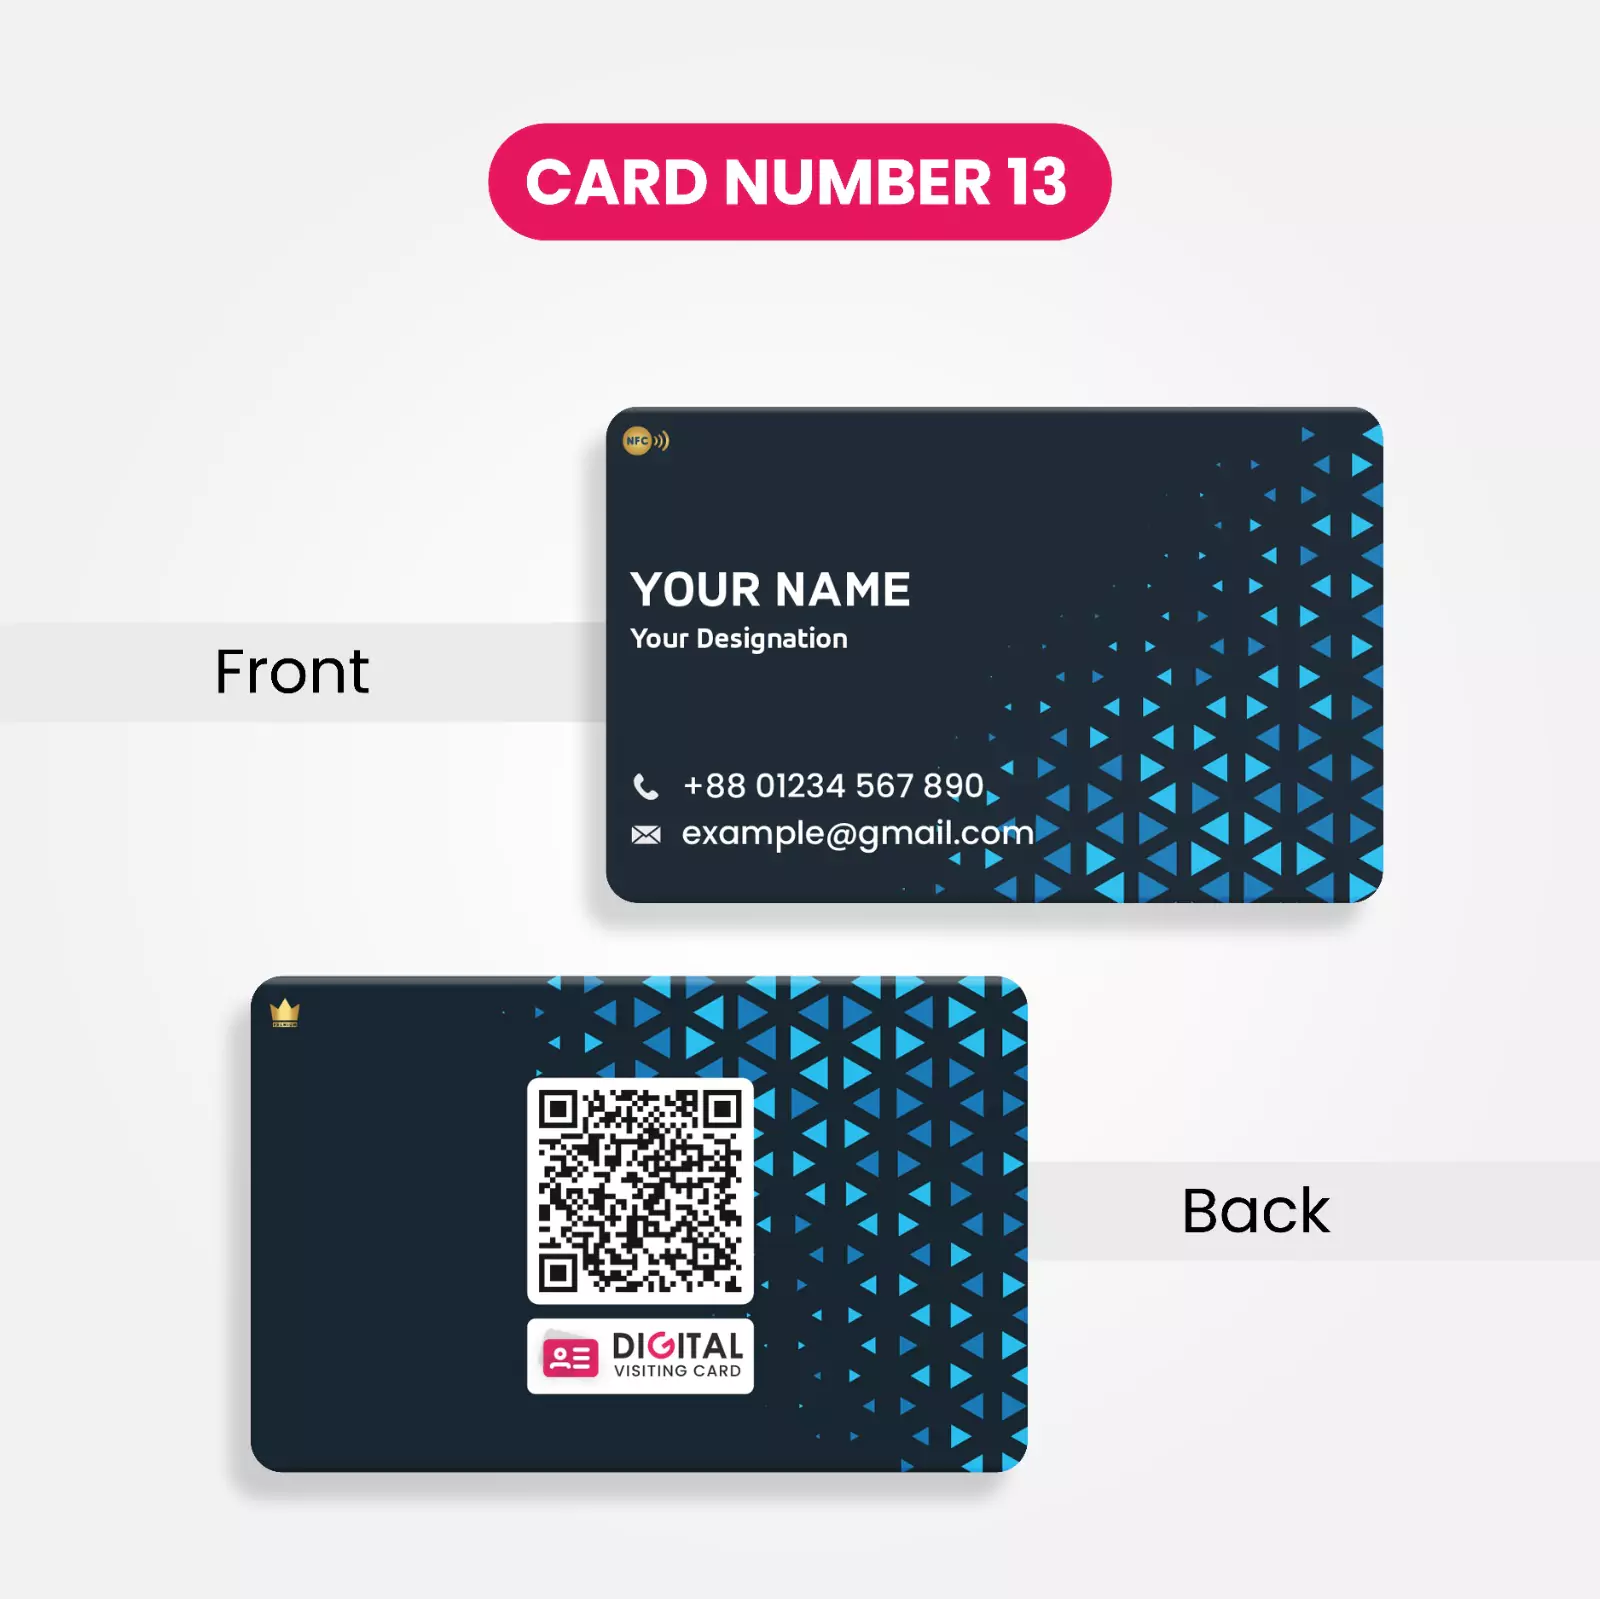 CARD NUMBER 13
NFC
YOUR NAME
Your Designation
Front
+88 01234 567 890
example@gmail.com
Back
DIGITAL
VISITING CARD